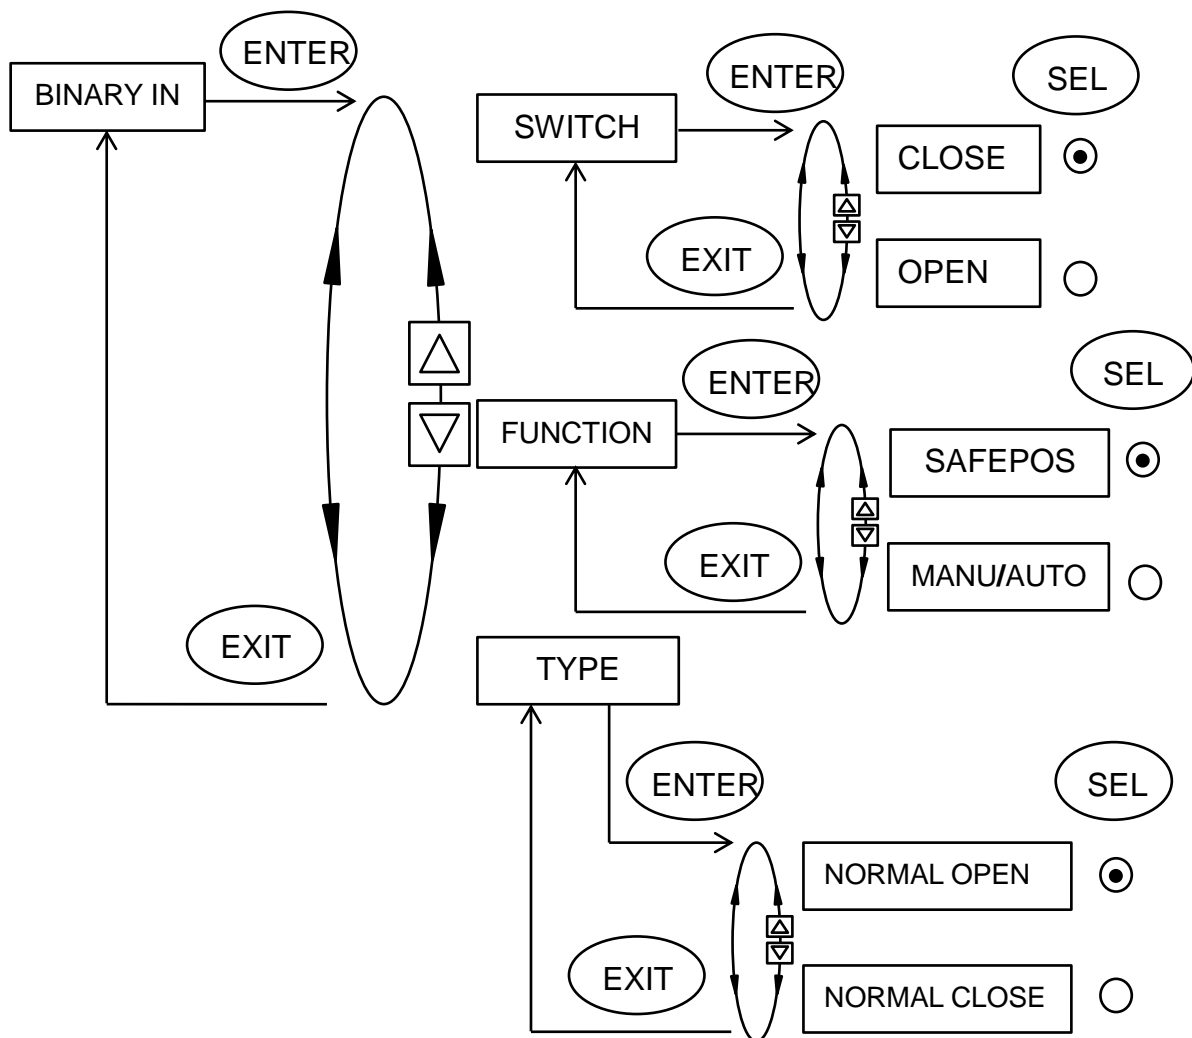 ENTER
BINARY IN
SWITCH
ENTER
SEL
CLOSE
EXIT
OPEN
FUNCTION
ENTER
SEL
SAFEPOS
EXIT
MANU/AUTO
EXIT
TYPE
ENTER
SEL
NORMAL OPEN
EXIT
NORMAL CLOSE